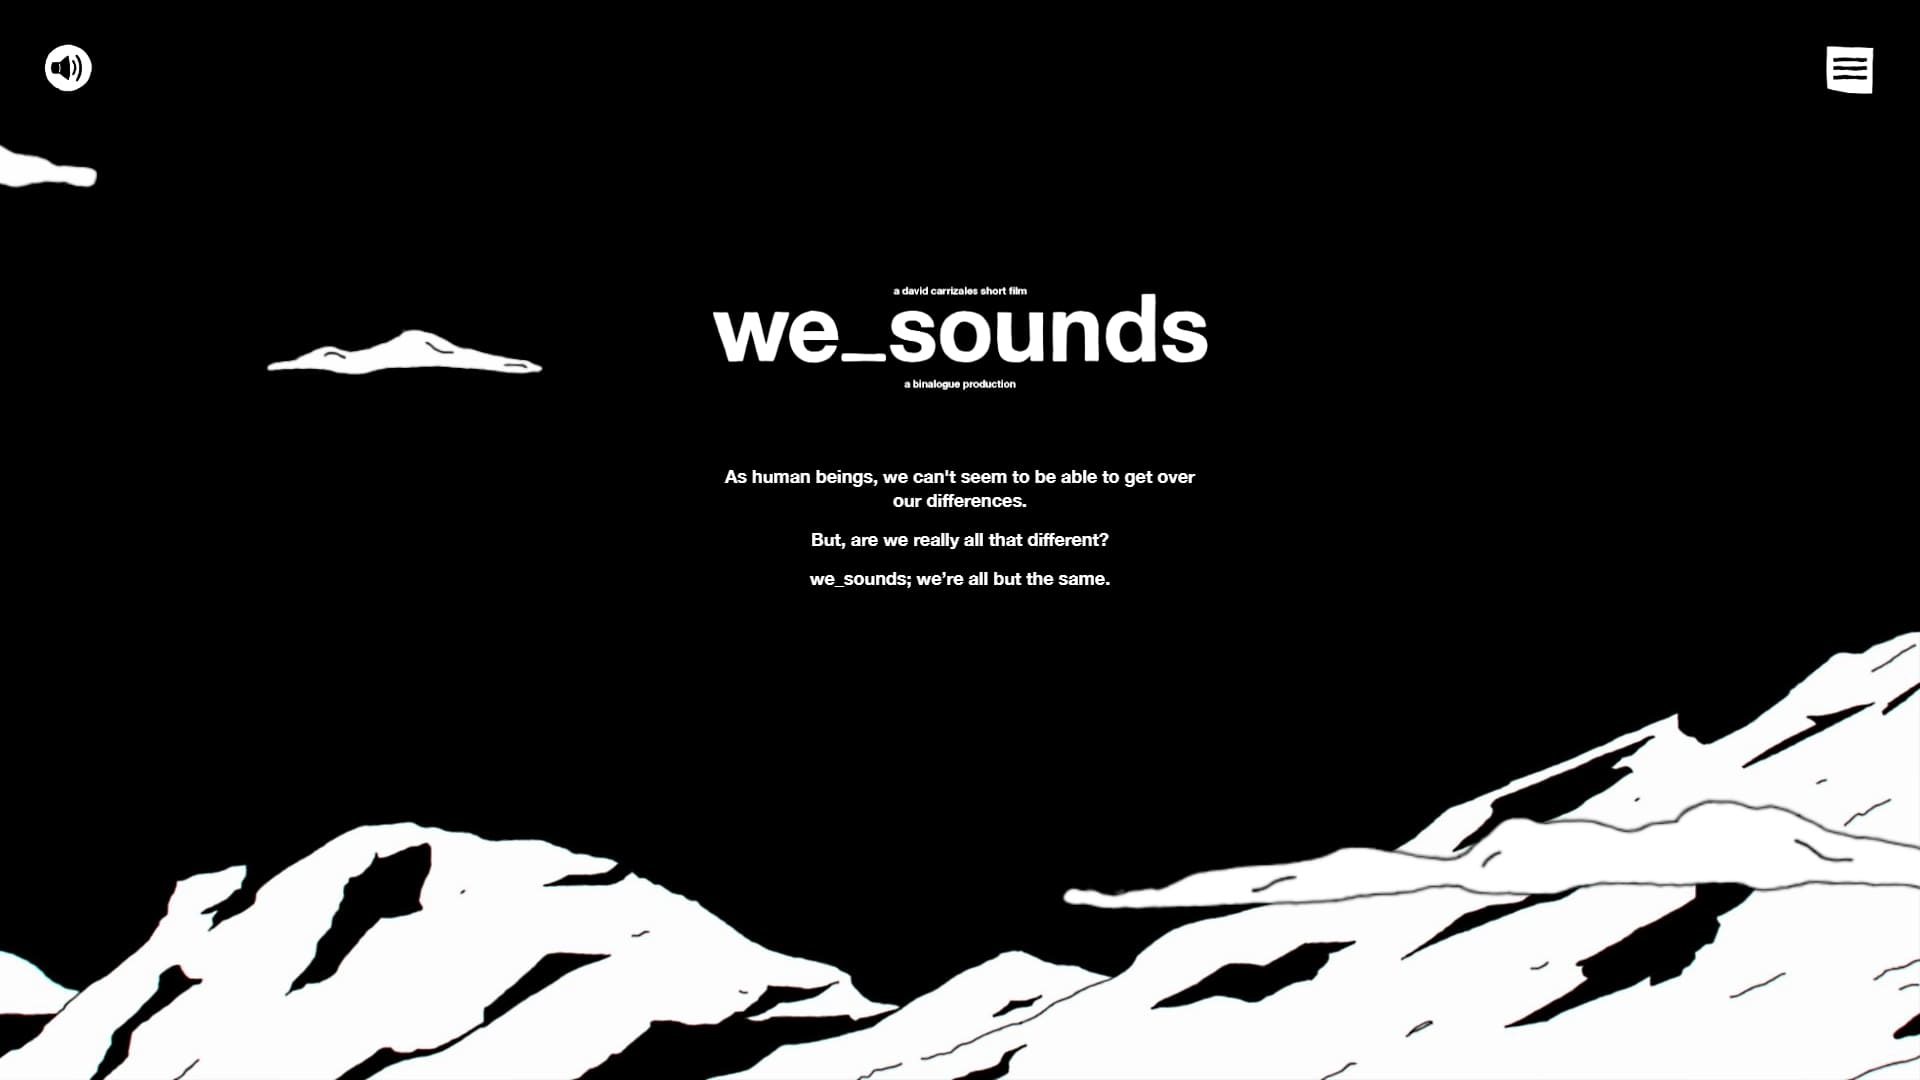 a david carrizales short film
we_sounds
a binalogue production
As human beings, we can't seem to be able to get over
our differences.
But, are we really all that different?
we_sounds; we’re all but the same.